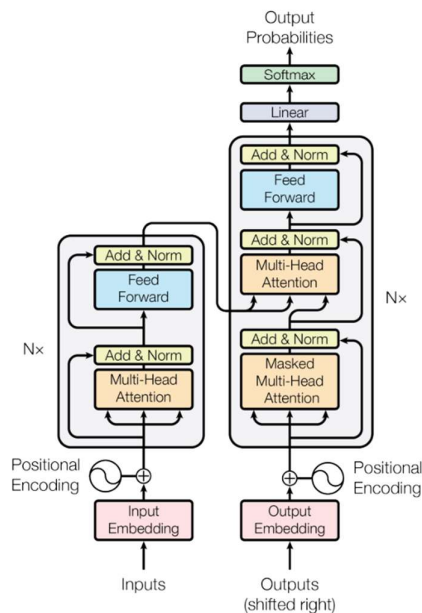 Output
Probabilities
Softmax
Linear
Add & Norm
Feed
Forward
Add & Norm
Multi-Head
Attention
Nx
Add & Norm
Masked
Multi-Head
Attention
Positional
Encoding
Output
Embedding
Outputs
(shifted right)
Add & Norm
Feed
Forward
Nx
Add & Norm
Multi-Head
Attention
Positional
Encoding
Input
Embedding
Inputs